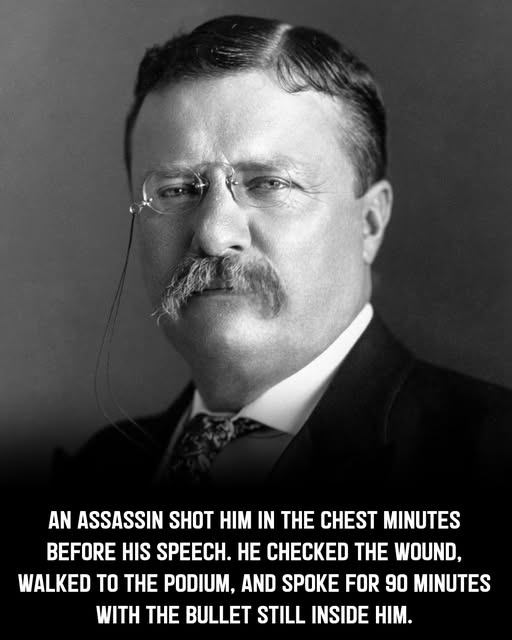 AN ASSASSIN SHOT HIM IN THE CHEST MINUTES
BEFORE HIS SPEECH. HE CHECKED THE WOUND,
WALKED TO THE PODIUM, AND SPOKE FOR 90 MINUTES
WITH THE BULLET STILL INSIDE HIM.